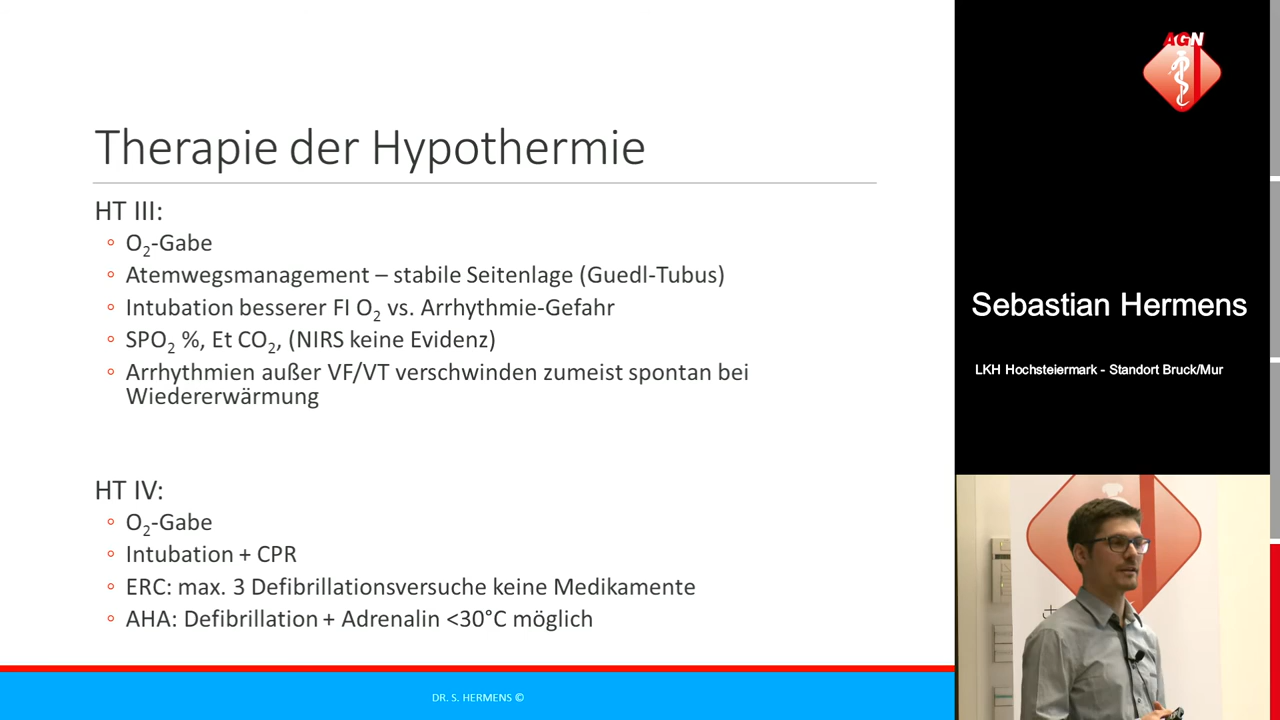 Therapie der Hypothermie
HT III:
◦ O₂-Gabe
◦ Atemwegsmanagement – stabile Seitenlage (Guedl-Tubus)
◦ Intubation besserer FI O₂ vs. Arrhythmie-Gefahr
◦ SPO₂ %, Et CO₂, (NIRS keine Evidenz)
◦ Arrhythmien außer VF/VT verschwinden zumeist spontan bei
Wiedererwärmung
HT IV:
◦ O₂-Gabe
◦ Intubation + CPR
◦ ERC: max. 3 Defibrillationsversuche keine Medikamente
◦ AHA: Defibrillation + Adrenalin <30°C möglich
DR. S. HERMENS ©
AGN
Sebastian Hermens
LKH Hochsteiermark - Standort Bruck/Mur